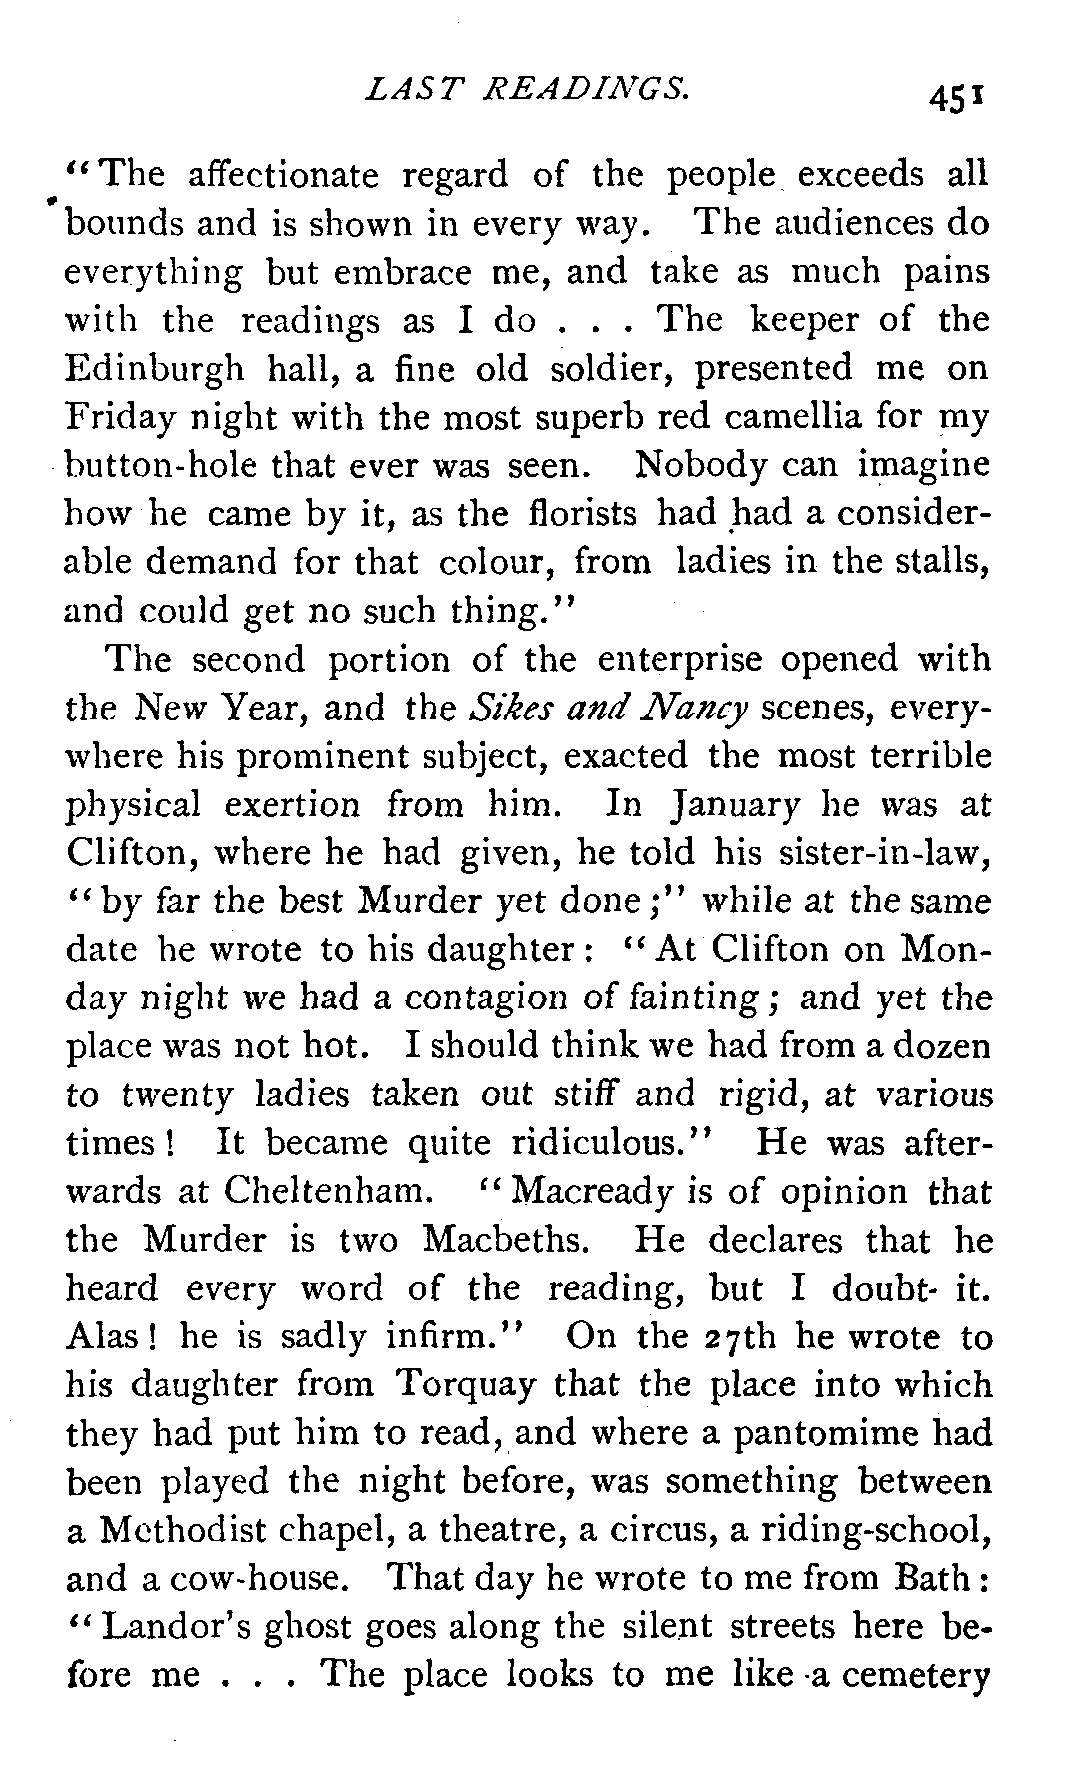 LAST READINGS. 451
"The affectionate regard of the people exceeds all
bounds and is shown in every way. The audiences do
everything but embrace me, and take as much pains
with the readings as I do . . . The keeper of the
Edinburgh hall, a fine old soldier, presented me on
Friday night with the most superb red camellia for my
button-hole that ever was seen. Nobody can imagine
how he came by it, as the florists had had a consider-
able demand for that colour, from ladies in the stalls,
and could get no such thing."
The second portion of the enterprise opened with
the New Year, and the Sikes and Nancy scenes, every-
where his prominent subject, exacted the most terrible
physical exertion from him. In January he was at
Clifton, where he had given, he told his sister-in-law,
"by far the best Murder yet done;" while at the same
date he wrote to his daughter: "At Clifton on Mon-
day night we had a contagion of fainting; and yet the
place was not hot. I should think we had from a dozen
to twenty ladies taken out stiff and rigid, at various
times! It became quite ridiculous." He was after-
wards at Cheltenham. "Macready is of opinion that
the Murder is two Macbeths. He declares that he
heard every word of the reading, but I doubt it.
Alas! he is sadly infirm." On the 27th he wrote to
his daughter from Torquay that the place into which
they had put him to read, and where a pantomime had
been played the night before, was something between
a Methodist chapel, a theatre, a circus, a riding-school,
and a cow-house. That day he wrote to me from Bath:
"Landor's ghost goes along the silent streets here be-
fore me . . . The place looks to me like a cemetery